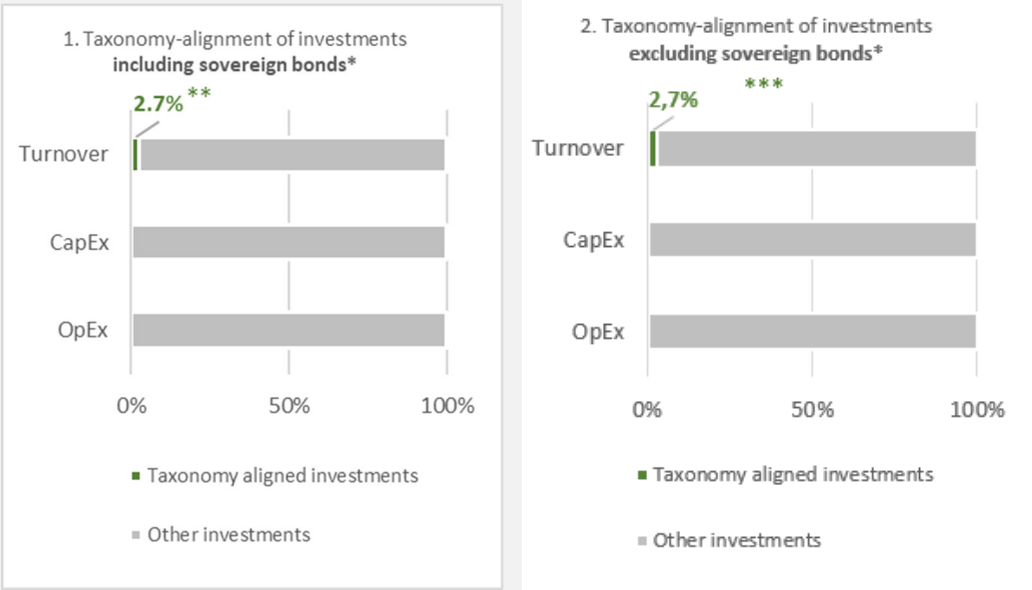 1. Taxonomy-alignment of investments
including sovereign bonds*
2.7% **
Turnover
CapEx
OpEx
0% 50% 100%
Taxonomy aligned investments
Other investments
2. Taxonomy-alignment of investments
excluding sovereign bonds*
***
2,7%
Turnover
CapEx
OpEx
0% 50% 100%
Taxonomy aligned investments
Other investments